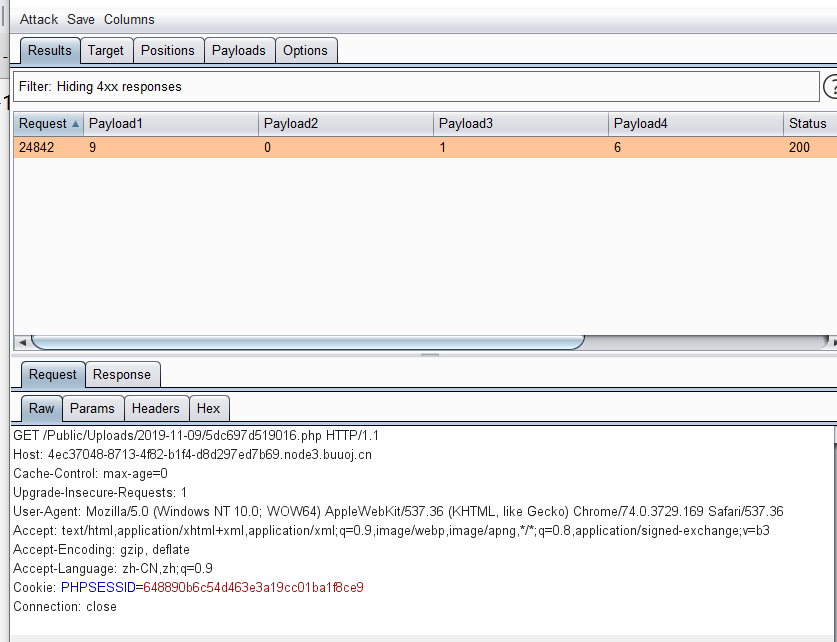 Attack Save Columns
Results Target Positions Payloads Options
Filter: Hiding 4xx responses
Request Payload1 Payload2 Payload3 Payload4 Status
24842 9 0 1 6 200
Request Response
Raw Params Headers Hex
GET /Public/Uploads/2019-11-09/5dc697d519016.php HTTP/1.1
Host: 4ec37048-8713-4f82-b1f4-d8d297ed7b69.node3.buuoj.cn
Cache-Control: max-age=0
Upgrade-Insecure-Requests: 1
User-Agent: Mozilla/5.0 (Windows NT 10.0; WOW64) AppleWebKit/537.36 (KHTML, like Gecko) Chrome/74.0.3729.169 Safari/537.36
Accept: text/html,application/xhtml+xml,application/xml;q=0.9,image/webp,image/apng,*/*;q=0.8,application/signed-exchange;v=b3
Accept-Encoding: gzip, deflate
Accept-Language: zh-CN,zh;q=0.9
Cookie: PHPSESSID=648890b6c54d463e3a19cc01ba1f8ce9
Connection: close